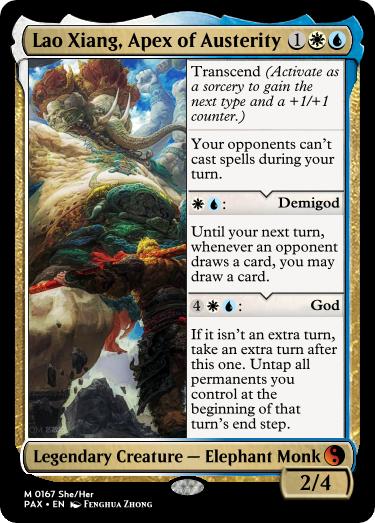 Lao Xiang, Apex of Austerity 1
Transcend (Activate as
a sorcery to gain the
next type and a +1/+1
counter.)
Your opponents can't
cast spells during your
turn.
: Demigod
Until your next turn,
whenever an opponent
draws a card, you may
draw a card.
4 : God
If it isn't an extra turn,
take an extra turn after
this one. Untap all
permanents you
control at the
beginning of that
turn's end step.
Legendary Creature — Elephant Monk
2/4
M 0167 She/Her
PAX • EN Fenghua Zhong